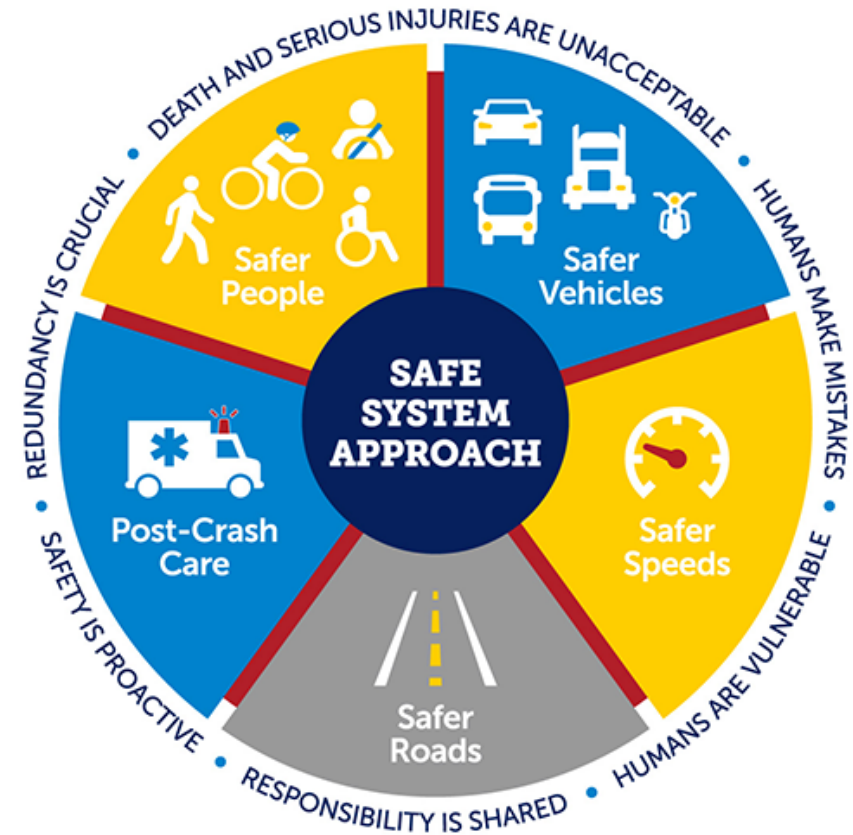 DEATH AND SERIOUS INJURIES ARE UNACCEPTABLE
HUMANS MAKE MISTAKES
HUMANS ARE VULNERABLE
RESPONSIBILITY IS SHARED
SAFETY IS PROACTIVE
REDUNDANCY IS CRUCIAL
Safer
People
Safer
Vehicles
SAFE
SYSTEM
APPROACH
Post-Crash
Care
Safer
Speeds
Safer
Roads